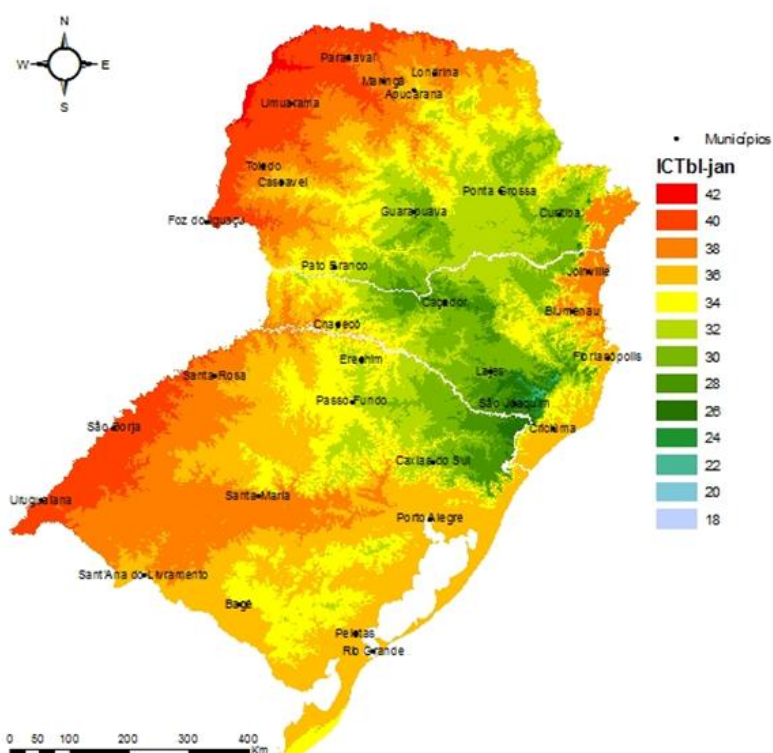 N
W E
S
Paranavaí
Londrina
Maringá
Apucarana
Umuarama
Toledo
Cascavel
Ponta Grossa
Guarapuava
Curitiba
Foz do Iguaçu
Pato Branco
Joinville
Caçador
Blumenau
Chapecó
Erechim
Florianópolis
Lajes
Santa Rosa
Passo Fundo
São Joaquim
São Borja
Criciúma
Caxias do Sul
Uruguaiana
Santa Maria
Porto Alegre
Sant'Ana do Livramento
Bagé
Pelotas
Rio Grande
0 50 100 200 300 400
Km
Municípios
ICTbl-jan
42
40
38
36
34
32
30
28
26
24
22
20
18